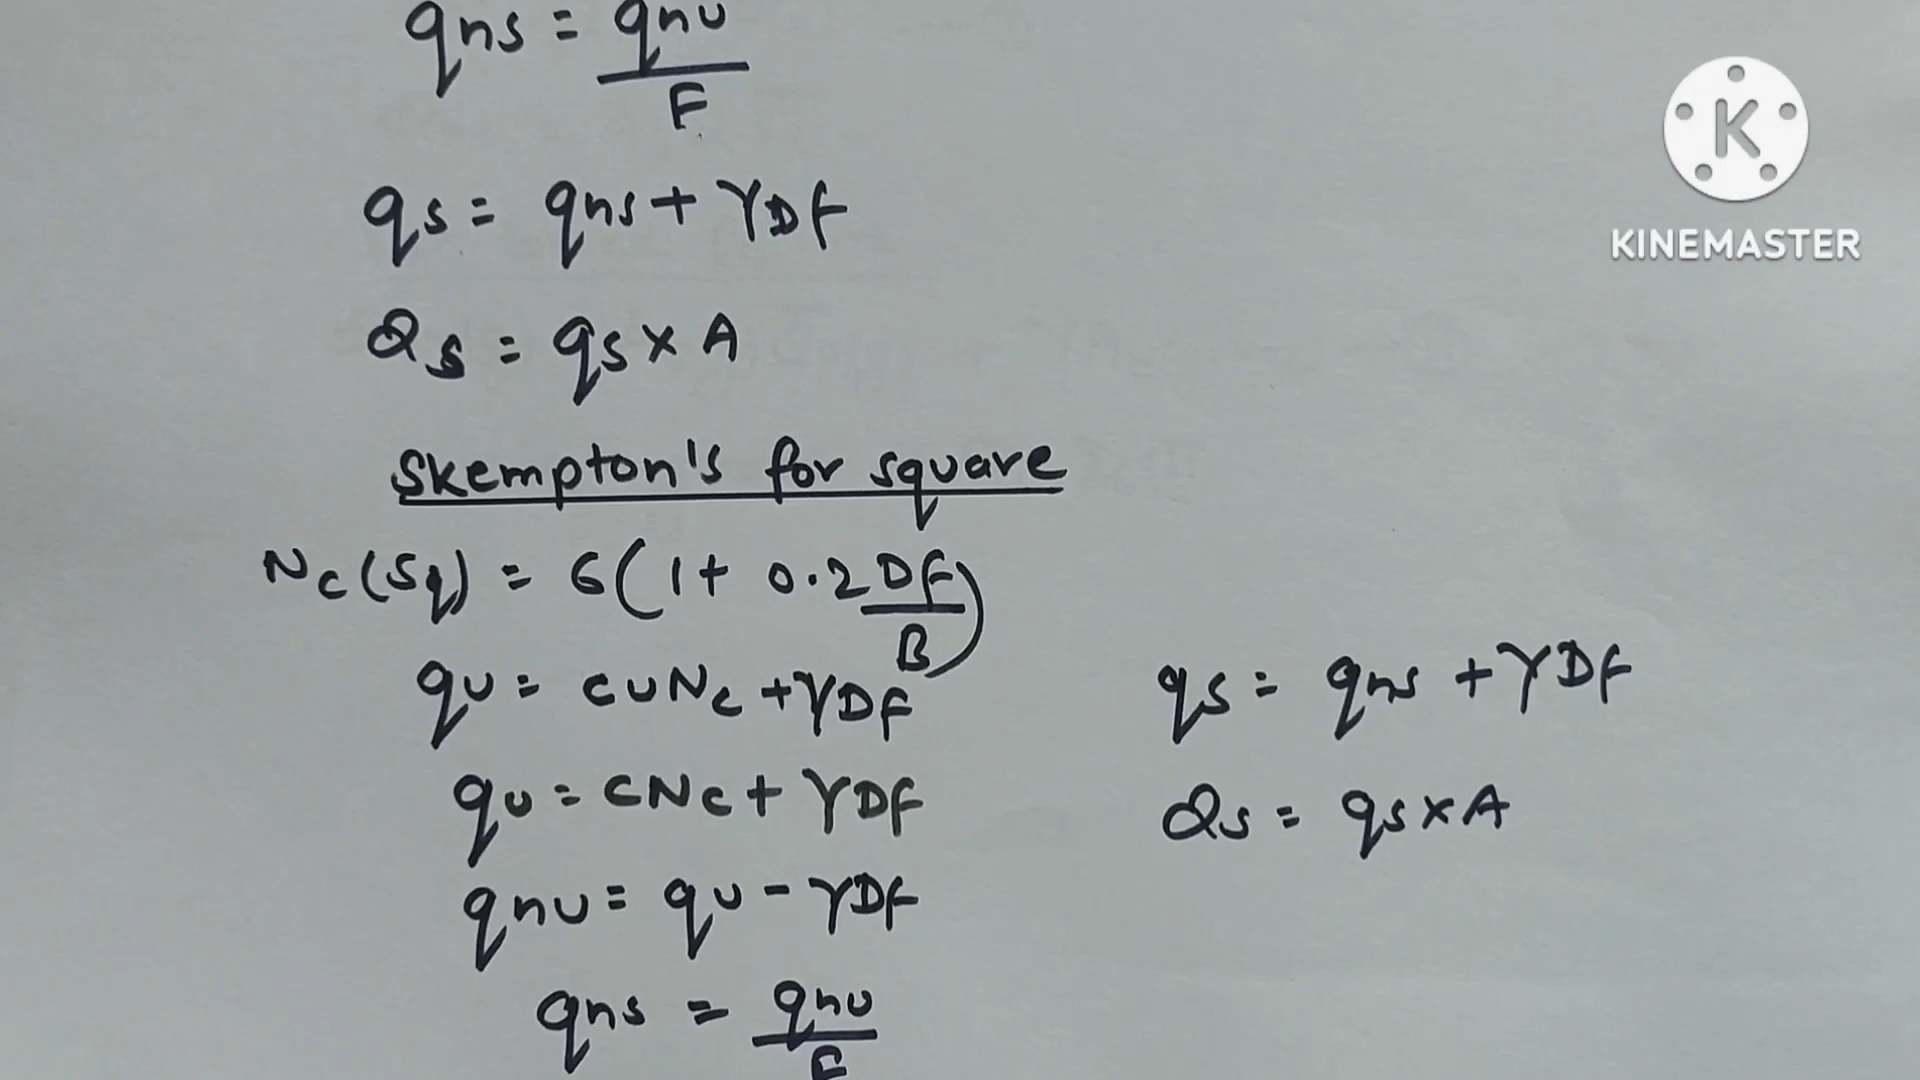 qns = qnu
F
qs = qns + γDf
Qs = qs × A
Skempton's for square
Nc(Sq) = 6(1 + 0.2 Df)
B
qu = cuNc + γDf
qu = cNc + γDf
qnu = qu - γDf
qns = qnu
F
qs = qns + γDf
Qs = qs × A
K
KINEMASTER